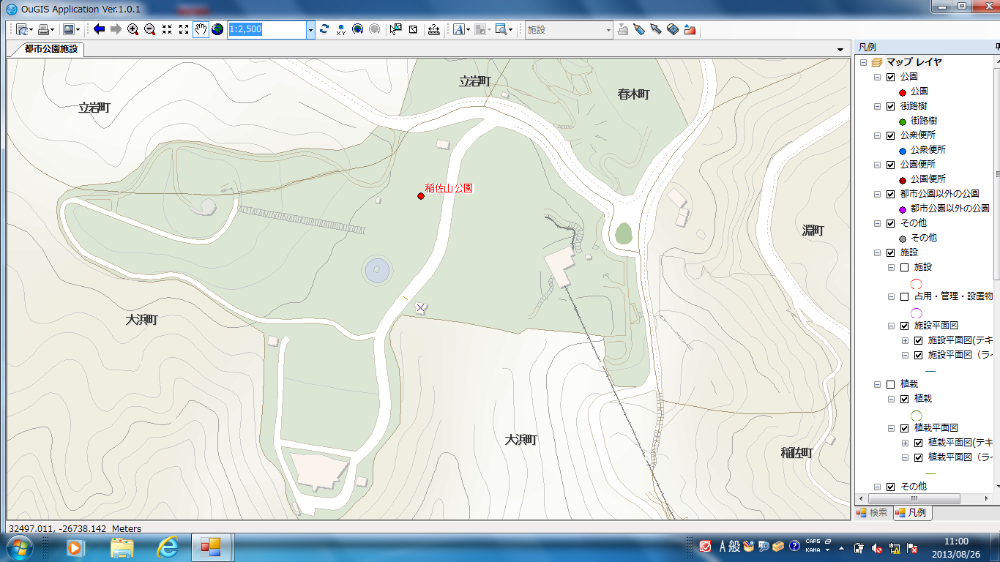 OuGIS Application Ver.1.0.1
1:2,500
XY
A
施設
都市公園施設
立岩町
立岩町
春木町
稲佐山公園
淵町
大浜町
大浜町
稲佐町
凡例
マップ レイヤ
公園
公園
街路樹
街路樹
公衆便所
公衆便所
公園便所
公園便所
都市公園以外の公園
都市公園以外の公園
その他
その他
施設
施設
占用・管理・設置物
施設平面図
施設平面図(テキ
施設平面図（ライ
植栽
植栽
植栽平面図
植栽平面図(テキ
植栽平面図（ライ
その他
検索
凡例
32497.011, -26738.142 Meters
A 般
CAPS
KANA
11:00
2013/08/26